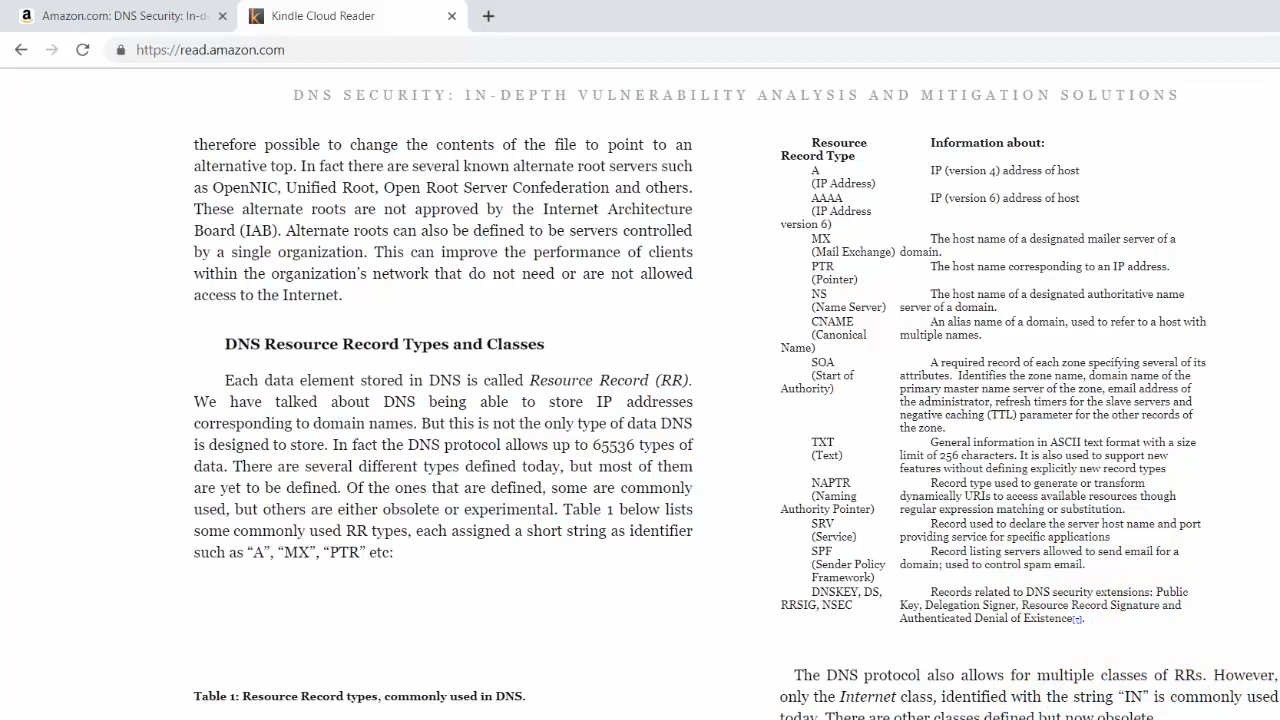 Amazon.com: DNS Security: In-d
Kindle Cloud Reader
https://read.amazon.com
DNS SECURITY: IN-DEPTH VULNERABILITY ANALYSIS AND MITIGATION SOLUTIONS
therefore possible to change the contents of the file to point to an
alternative top. In fact there are several known alternate root servers such
as OpenNIC, Unified Root, Open Root Server Confederation and others.
These alternate roots are not approved by the Internet Architecture
Board (IAB). Alternate roots can also be defined to be servers controlled
by a single organization. This can improve the performance of clients
within the organization's network that do not need or are not allowed
access to the Internet.
DNS Resource Record Types and Classes
Each data element stored in DNS is called Resource Record (RR).
We have talked about DNS being able to store IP addresses
corresponding to domain names. But this is not the only type of data DNS
is designed to store. In fact the DNS protocol allows up to 65536 types of
data. There are several different types defined today, but most of them
are yet to be defined. Of the ones that are defined, some are commonly
used, but others are either obsolete or experimental. Table 1 below lists
some commonly used RR types, each assigned a short string as identifier
such as “A”, “MX”, “PTR” etc:
Table 1: Resource Record types, commonly used in DNS.
Resource Information about:
Record Type
A IP (version 4) address of host
(IP Address)
AAAA IP (version 6) address of host
(IP Address
version 6)
MX The host name of a designated mailer server of a
(Mail Exchange) domain.
PTR The host name corresponding to an IP address.
(Pointer)
NS The host name of a designated authoritative name
(Name Server) server of a domain.
CNAME An alias name of a domain, used to refer to a host with
(Canonical multiple names.
Name)
SOA A required record of each zone specifying several of its
(Start of attributes. Identifies the zone name, domain name of the
Authority) primary master name server of the zone, email address of
the administrator, refresh timers for the slave servers and
negative caching (TTL) parameter for the other records of
the zone.
TXT General information in ASCII text format with a size
(Text) limit of 256 characters. It is also used to support new
features without defining explicitly new record types
NAPTR Record type used to generate or transform
(Naming dynamically URIs to access available resources though
Authority Pointer) regular expression matching or substitution.
SRV Record used to declare the server host name and port
(Service) providing service for specific applications
SPF Record listing servers allowed to send email for a
(Sender Policy domain; used to control spam email.
Framework)
DNSKEY, DS, Records related to DNS security extensions: Public
RRSIG, NSEC Key, Delegation Signer, Resource Record Signature and
Authenticated Denial of Existence[7].
The DNS protocol also allows for multiple classes of RRs. However,
only the Internet class, identified with the string “IN” is commonly used
today. There are other classes defined but now obsolete